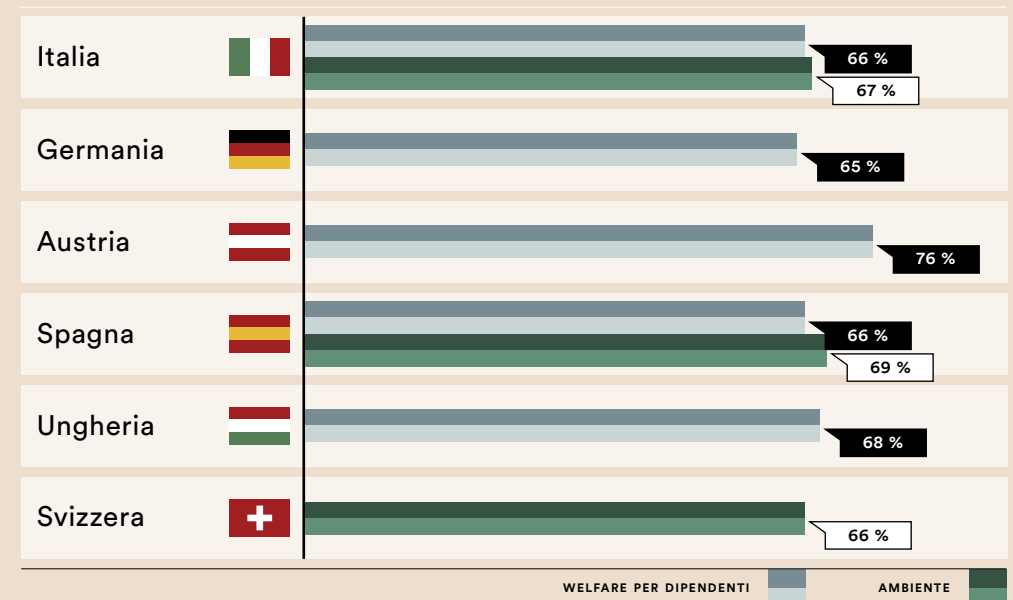 Italia
66 %
67 %
Germania
65 %
Austria
76 %
Spagna
66 %
69 %
Ungheria
68 %
Svizzera
66 %
WELFARE PER DIPENDENTI
AMBIENTE